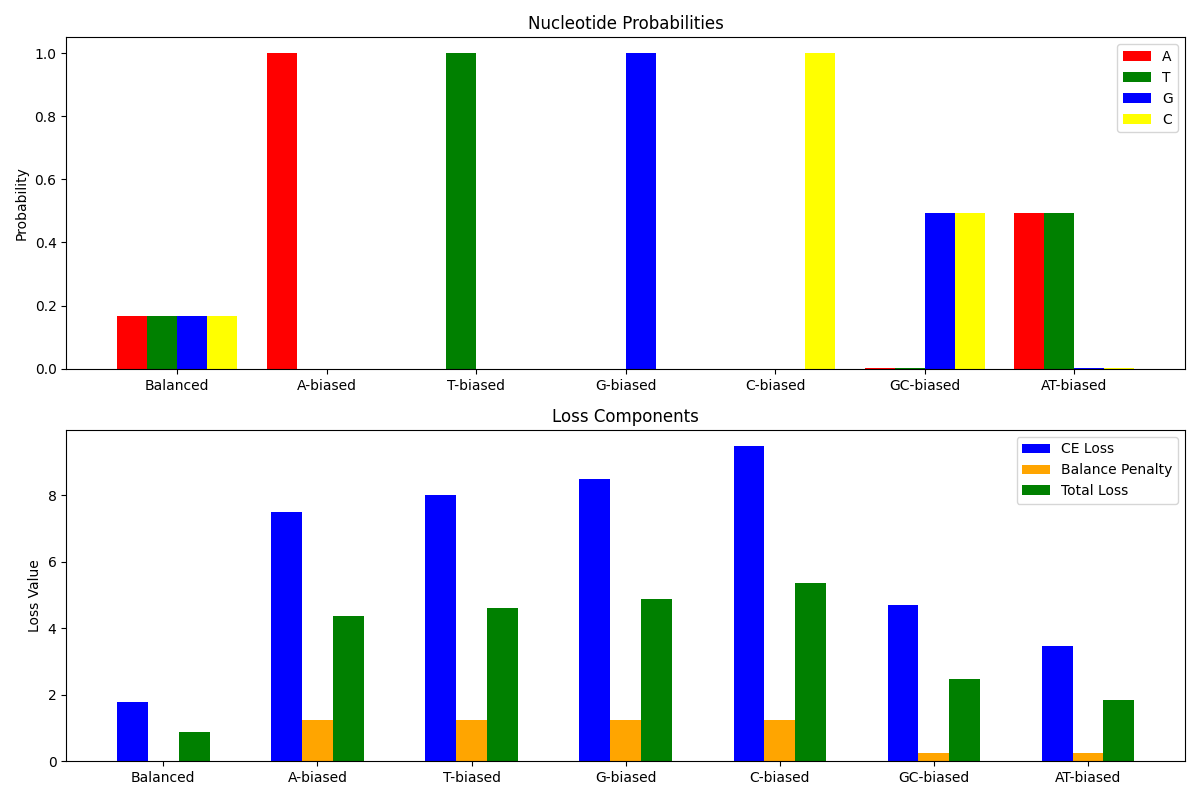 Nucleotide Probabilities
Probability
1.0
0.8
0.6
0.4
0.2
0.0
A
T
G
C
Balanced A-biased T-biased G-biased C-biased GC-biased AT-biased
Loss Components
Loss Value
8
6
4
2
0
CE Loss
Balance Penalty
Total Loss
Balanced A-biased T-biased G-biased C-biased GC-biased AT-biased